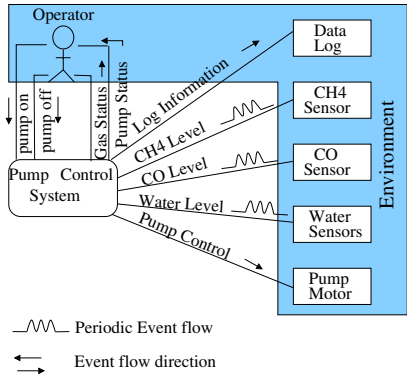 Operator
pump on
pump off
Gas Status
Pump Status
Log Information
CH4 Level
CO Level
Water Level
Pump Control
Pump Control
System
Data
Log
CH4
Sensor
CO
Sensor
Water
Sensors
Pump
Motor
Environment
Periodic Event flow
Event flow direction